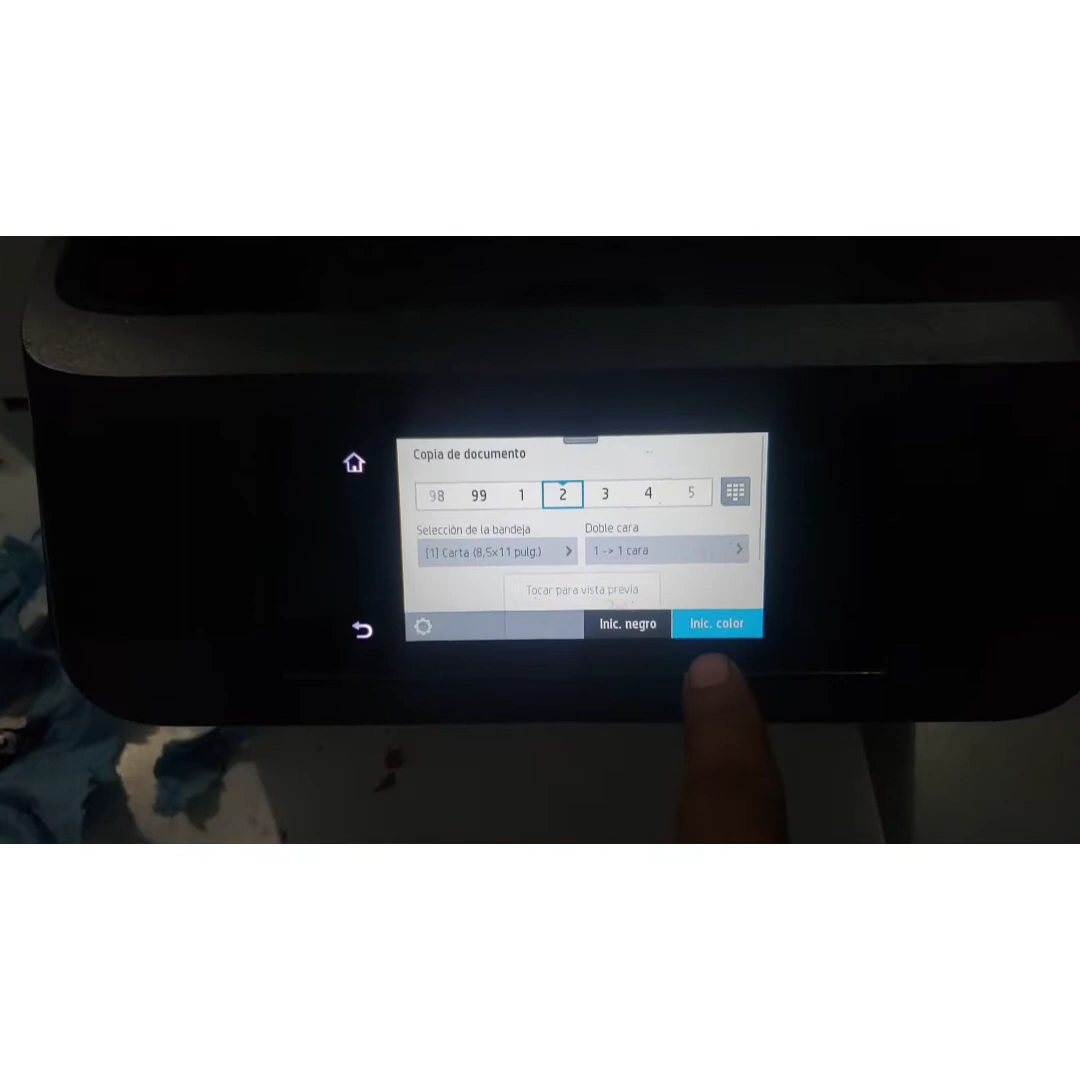 Copia de documento
98 99 1 2 3 4 5
Selección de la bandeja Doble cara
[1] Carta (8,5x11 pulg.) 1 -> 1 cara
Tocar para vista previa
Inic. negro Inic. color